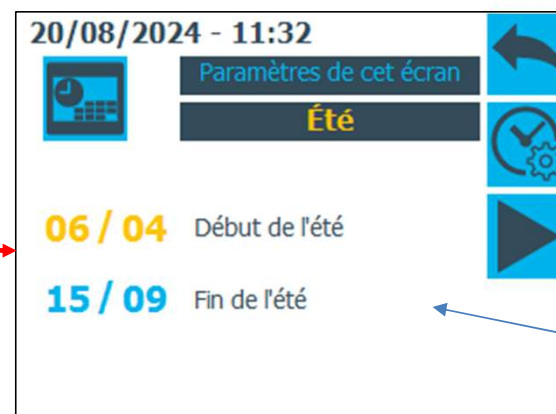 20/08/2024 - 11:32
Paramètres de cet écran
Été
06 / 04 Début de l'été
15 / 09 Fin de l'été